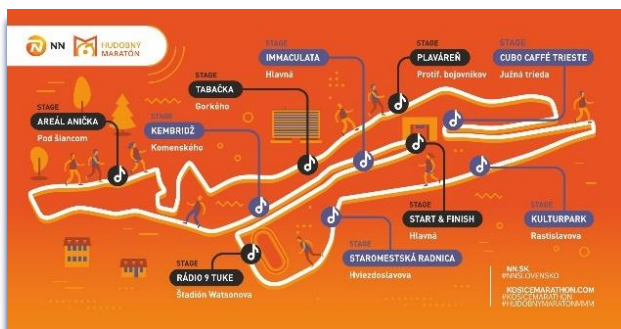 NN
HUDOBNÝ
MARATÓN
STAGE
IMMACULATA
Hlavná
STAGE
PLAVÁREŇ
Protif. bojovníkov
STAGE
CUBO CAFFÉ TRIESTE
Južná trieda
STAGE
TABAČKA
Gorkého
STAGE
AREÁL ANIČKA
Pod šiancom
STAGE
KEMBRIDŽ
Komenského
STAGE
START & FINISH
Hlavná
STAGE
KULTURPARK
Rastislavova
STAGE
STAROMESTSKÁ RADNICA
Hviezdoslavova
STAGE
RÁDIO 9 TUKE
Štadión Watsonova
NN.SK
#NNSLOVENSKO
KOSICEMARATHON.COM
#KOSICEMARATHON
#HUDOBNYMARATONMMM